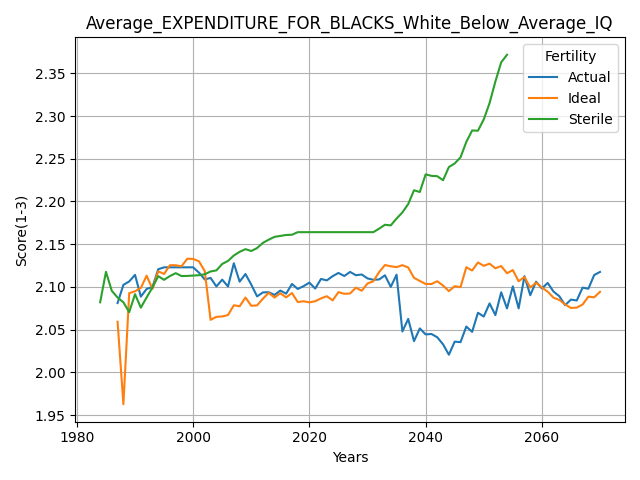 Average_EXPENDITURE_FOR_BLACKS_White_Below_Average_IQ
Fertility
Actual
Ideal
Sterile
Score(1-3)
2.35
2.30
2.25
2.20
2.15
2.10
2.05
2.00
1.95
1980 2000 2020 2040 2060
Years